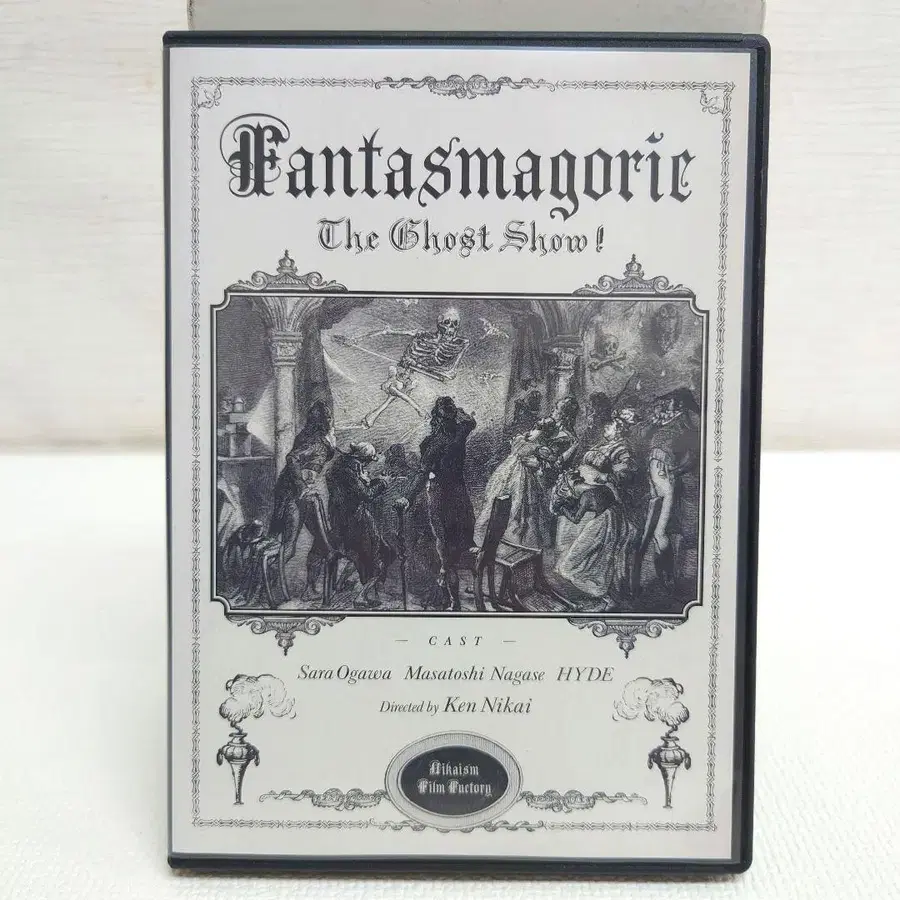 Fantasmagorie
The Ghost Show!
— CAST —
Sara Ogawa Masatoshi Nagase HYDE
Directed by Ken Nikai
Nikaism
Film Factory